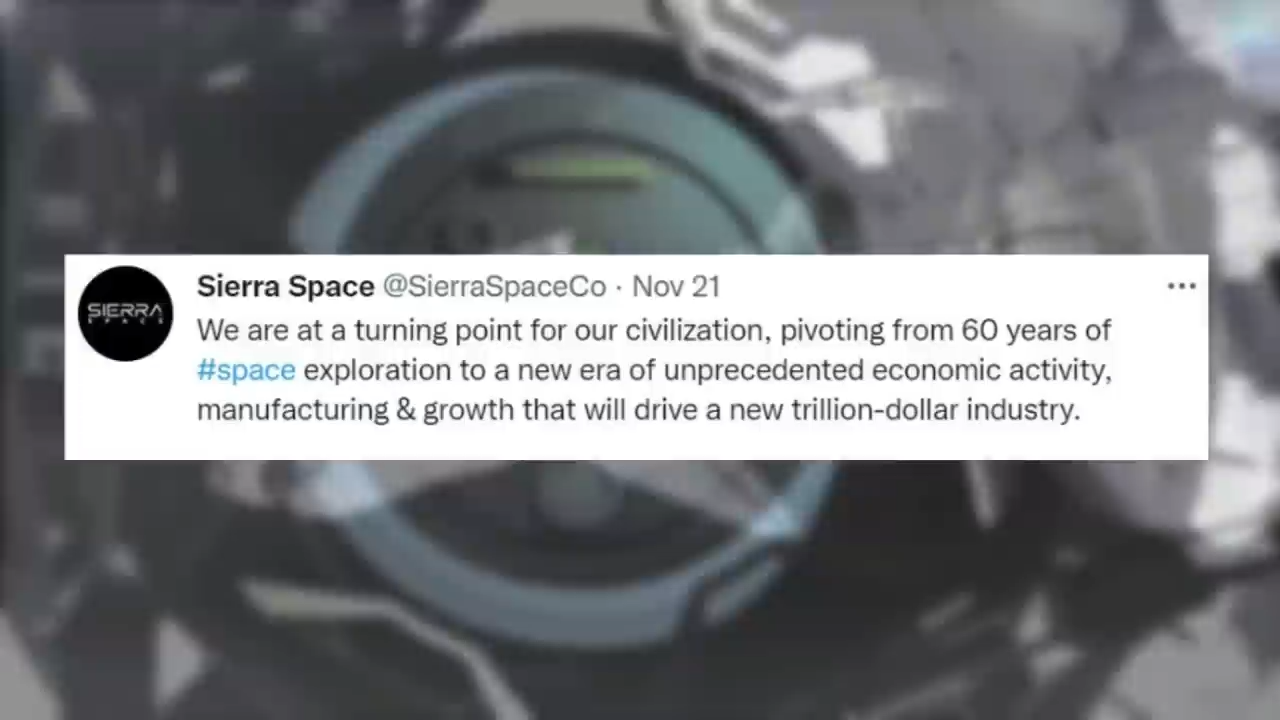 SIERRA
SPACE
Sierra Space @SierraSpaceCo · Nov 21
We are at a turning point for our civilization, pivoting from 60 years of
#space exploration to a new era of unprecedented economic activity,
manufacturing & growth that will drive a new trillion-dollar industry.